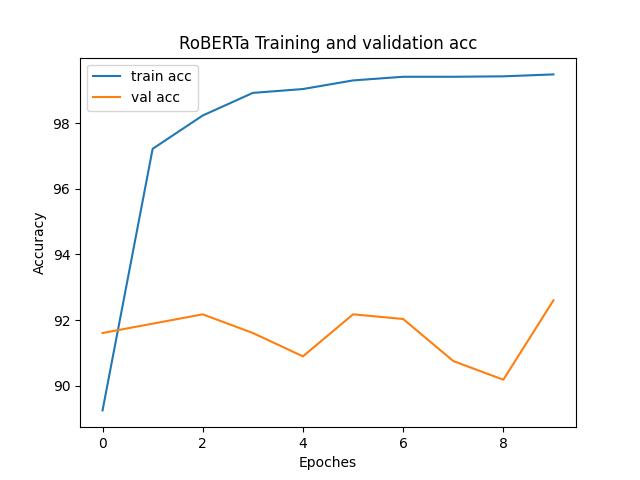 RoBERTa Training and validation acc
train acc
val acc
Accuracy
98
96
94
92
90
0 2 4 6 8
Epoches